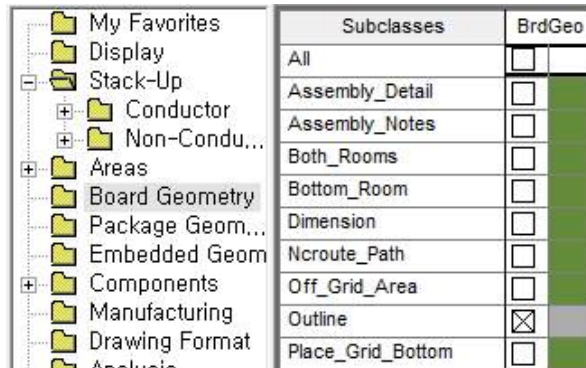 My Favorites
Display
Stack-Up
Conductor
Non-Condu...
Areas
Board Geometry
Package Geom...
Embedded Geom
Components
Manufacturing
Drawing Format
Analysis
Subclasses BrdGeo
All
Assembly_Detail
Assembly_Notes
Both_Rooms
Bottom_Room
Dimension
Ncroute_Path
Off_Grid_Area
Outline
Place_Grid_Bottom